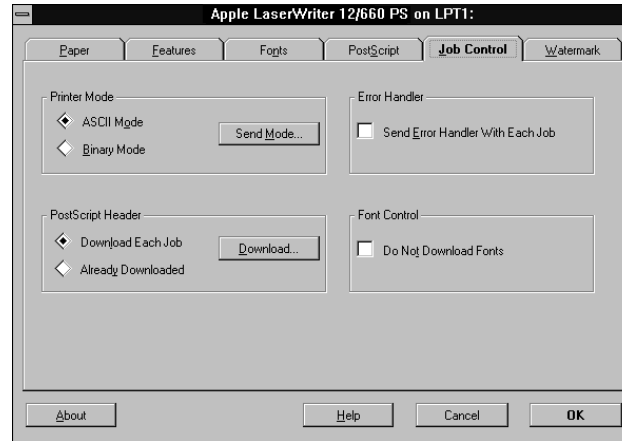 Apple LaserWriter 12/660 PS on LPT1:
Paper Features Fonts PostScript Job Control Watermark
Printer Mode
ASCII Mode
Binary Mode
Send Mode...
Error Handler
Send Error Handler With Each Job
PostScript Header
Download Each Job
Already Downloaded
Download...
Font Control
Do Not Download Fonts
About Help Cancel OK